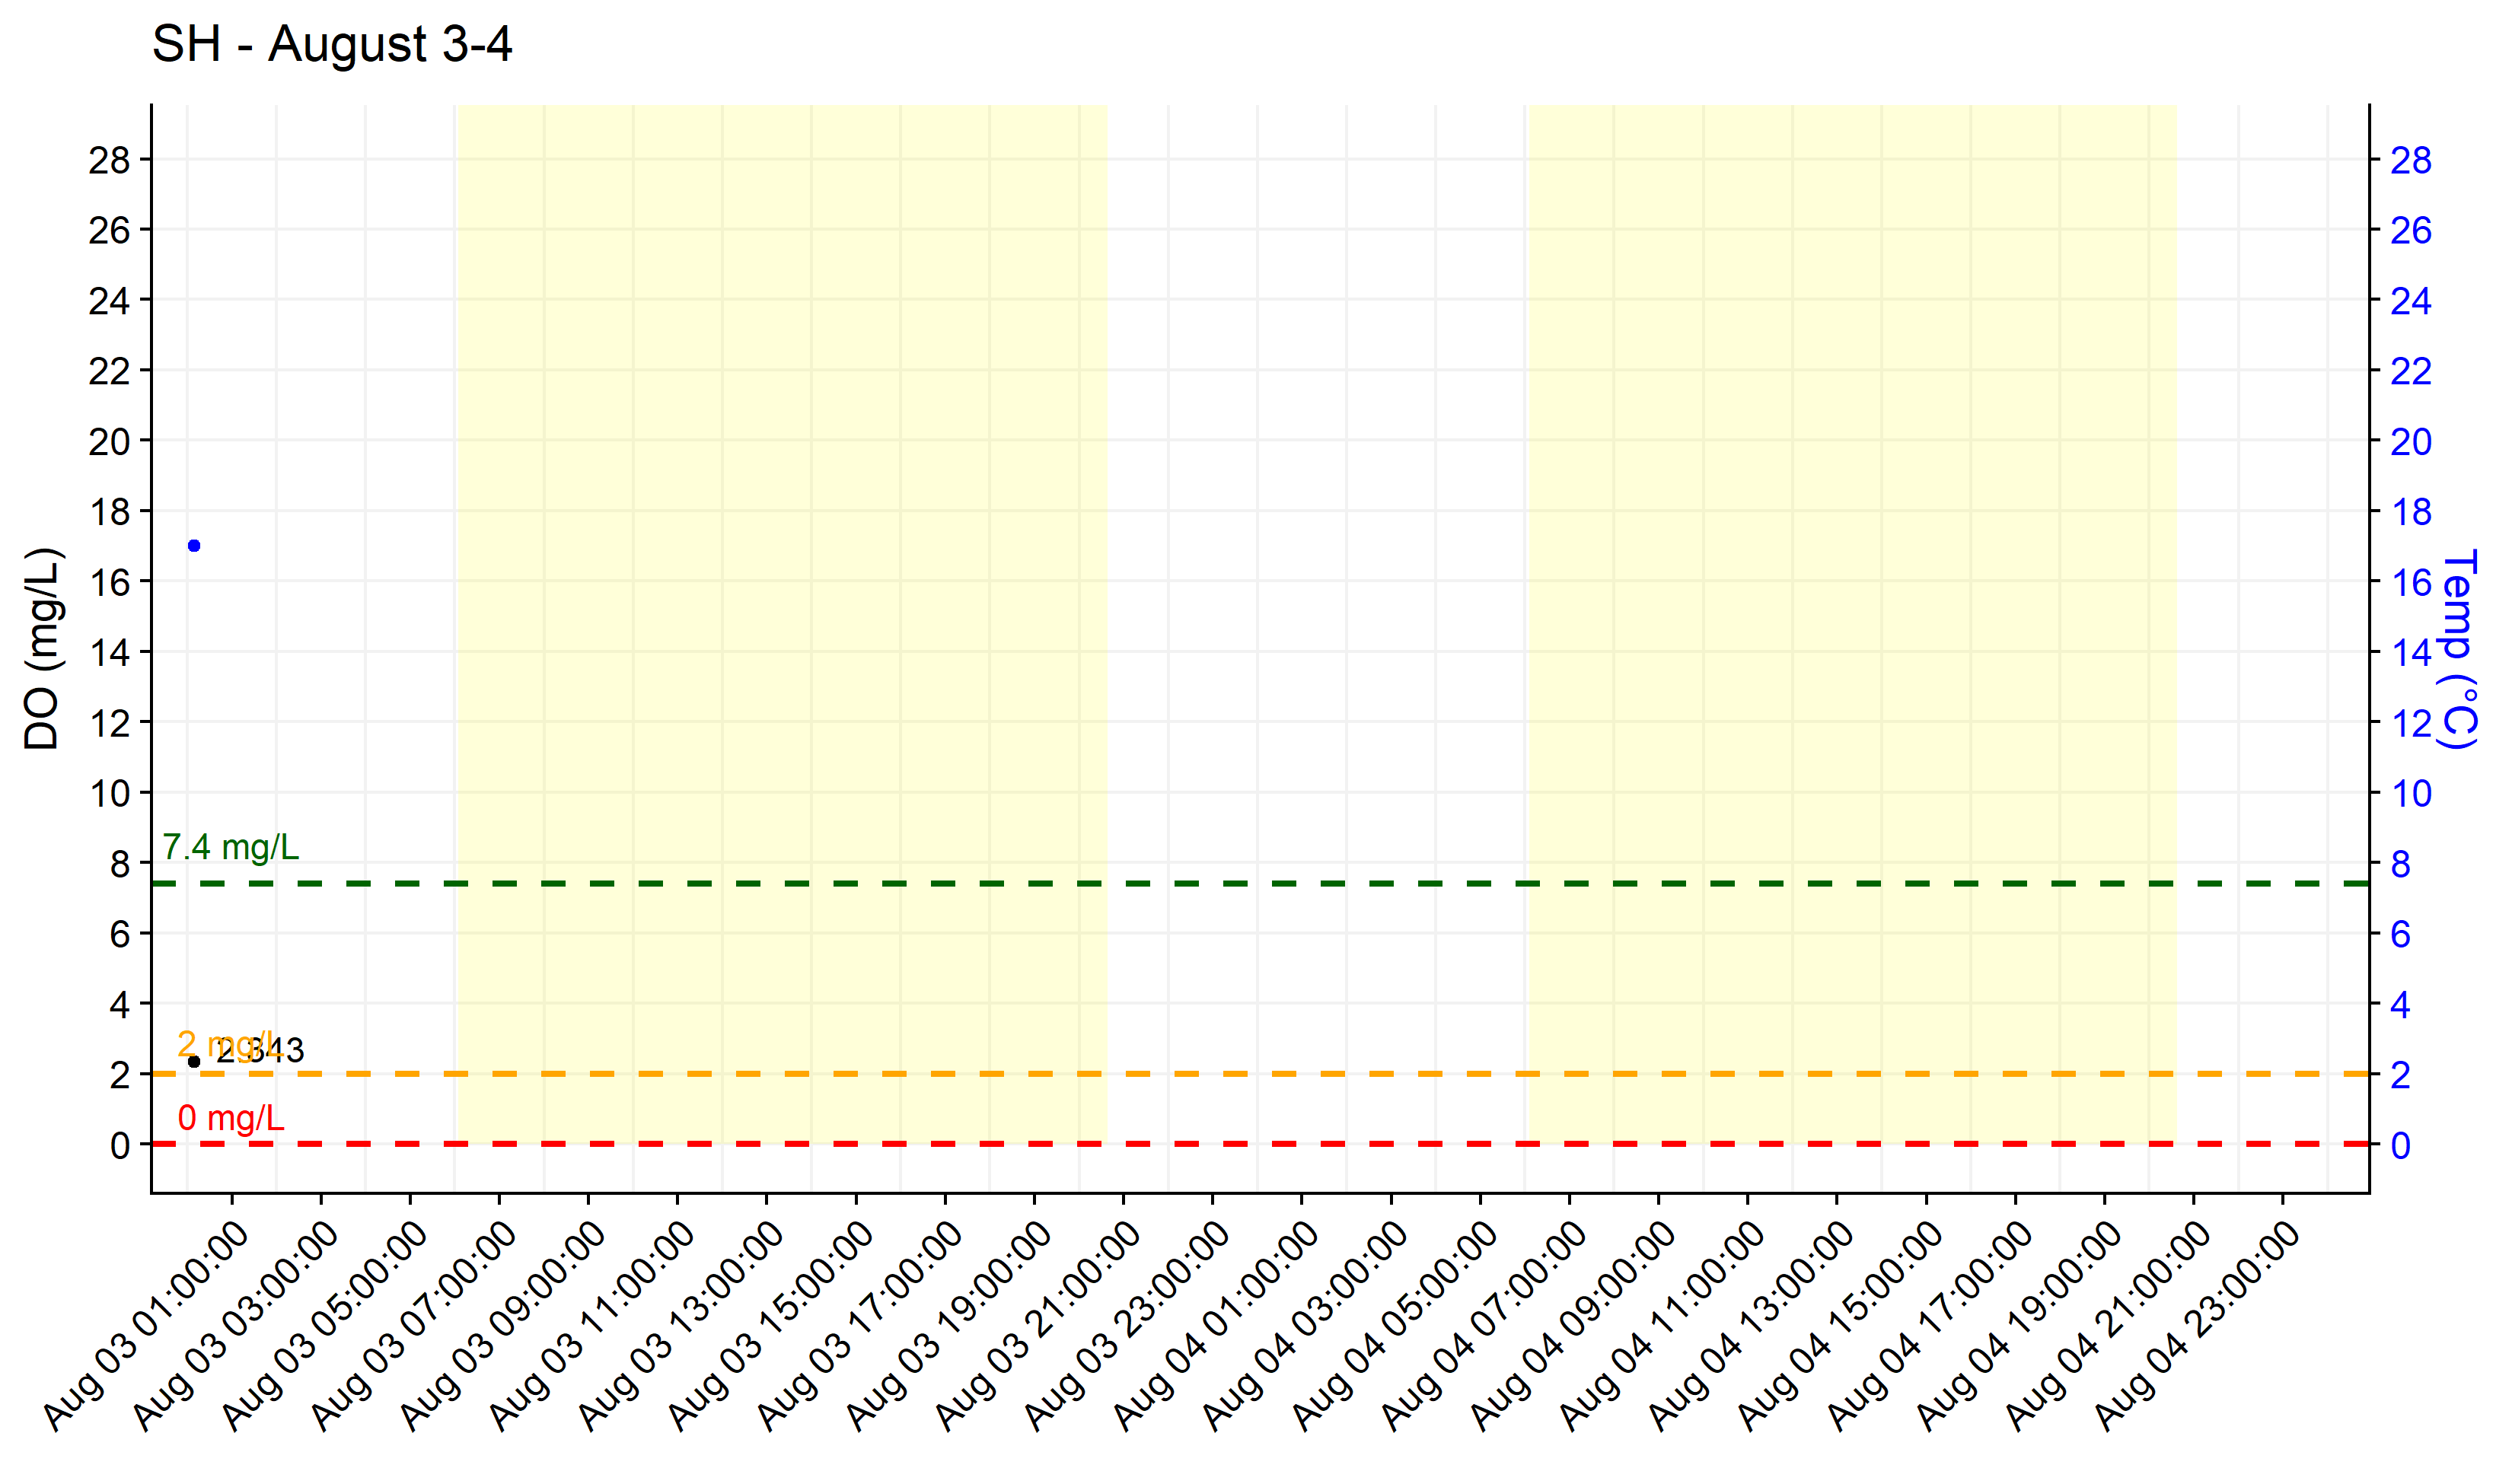 SH - August 3-4
DO (mg/L)
28
26
24
22
20
18
16
14
12
10
8
6
4
2
0
7.4 mg/L
2 mg/L
2.343
0 mg/L
28
26
24
22
20
18
16
14
12
10
8
6
4
2
0
Temp (°C)
Aug 03 01:00:00
Aug 03 03:00:00
Aug 03 05:00:00
Aug 03 07:00:00
Aug 03 09:00:00
Aug 03 11:00:00
Aug 03 13:00:00
Aug 03 15:00:00
Aug 03 17:00:00
Aug 03 19:00:00
Aug 03 21:00:00
Aug 03 23:00:00
Aug 04 01:00:00
Aug 04 03:00:00
Aug 04 05:00:00
Aug 04 07:00:00
Aug 04 09:00:00
Aug 04 11:00:00
Aug 04 13:00:00
Aug 04 15:00:00
Aug 04 17:00:00
Aug 04 19:00:00
Aug 04 21:00:00
Aug 04 23:00:00